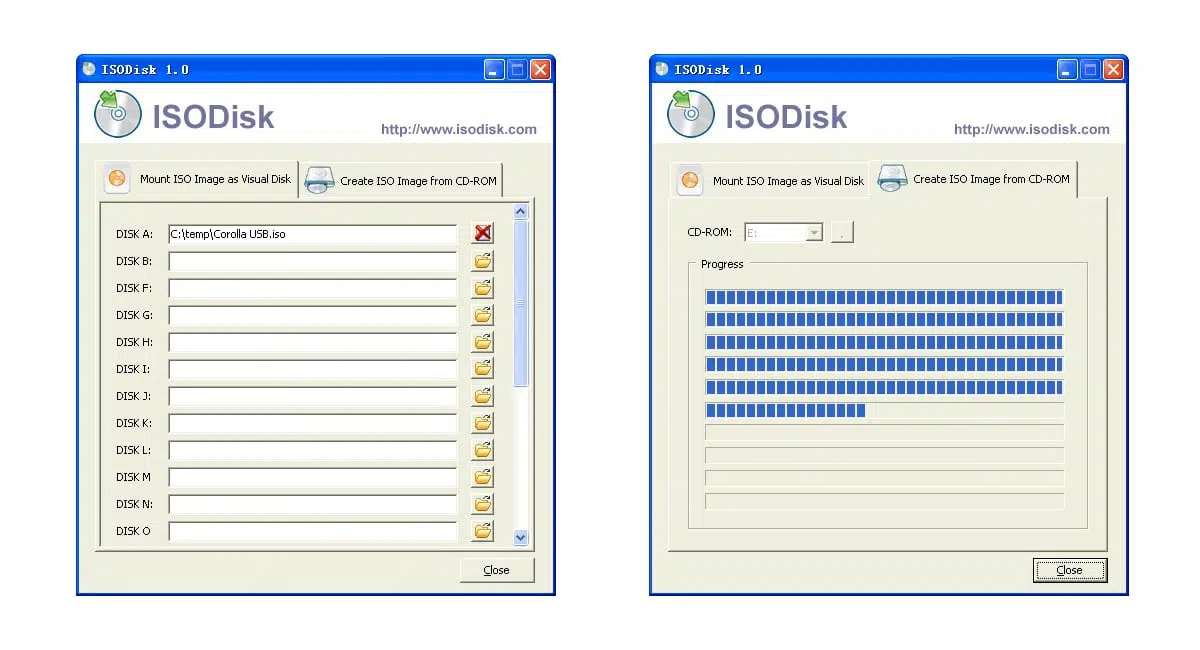 ISODisk 1.0
ISODisk
http://www.isodisk.com
Mount ISO Image as Visual Disk
Create ISO Image from CD-ROM
DISK A: C:\temp\Corolla USB.iso
DISK B:
DISK F:
DISK G:
DISK H:
DISK I:
DISK J:
DISK K:
DISK L:
DISK M
DISK N:
DISK O
Close
ISODisk 1.0
ISODisk
http://www.isodisk.com
Mount ISO Image as Visual Disk
Create ISO Image from CD-ROM
CD-ROM: E: .
Progress
Close